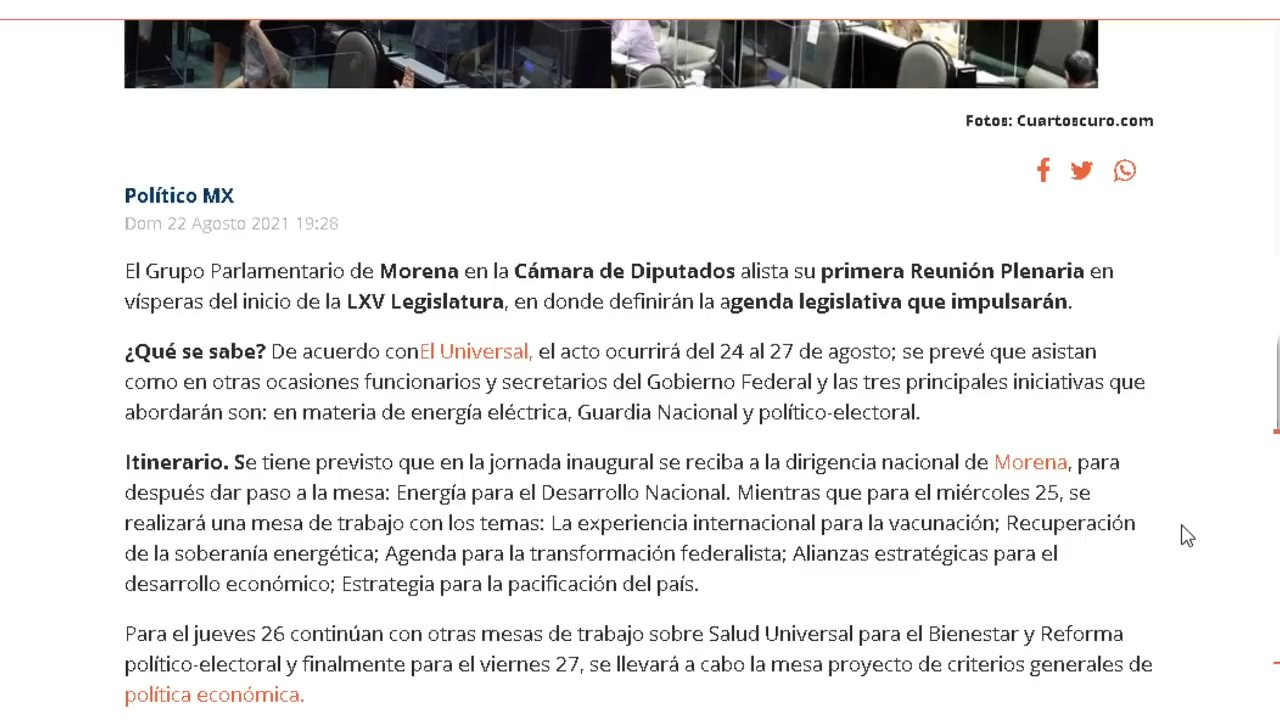 Fotos: Cuartoscuro.com
Político MX
Dom 22 Agosto 2021 19:28
El Grupo Parlamentario de Morena en la Cámara de Diputados alista su primera Reunión Plenaria en
vísperas del inicio de la LXV Legislatura, en donde definirán la agenda legislativa que impulsarán.
¿Qué se sabe? De acuerdo conEl Universal, el acto ocurrirá del 24 al 27 de agosto; se prevé que asistan
como en otras ocasiones funcionarios y secretarios del Gobierno Federal y las tres principales iniciativas que
abordarán son: en materia de energía eléctrica, Guardia Nacional y político-electoral.
Itinerario. Se tiene previsto que en la jornada inaugural se reciba a la dirigencia nacional de Morena, para
después dar paso a la mesa: Energía para el Desarrollo Nacional. Mientras que para el miércoles 25, se
realizará una mesa de trabajo con los temas: La experiencia internacional para la vacunación; Recuperación
de la soberanía energética; Agenda para la transformación federalista; Alianzas estratégicas para el
desarrollo económico; Estrategia para la pacificación del país.
Para el jueves 26 continúan con otras mesas de trabajo sobre Salud Universal para el Bienestar y Reforma
político-electoral y finalmente para el viernes 27, se llevará a cabo la mesa proyecto de criterios generales de
política económica.